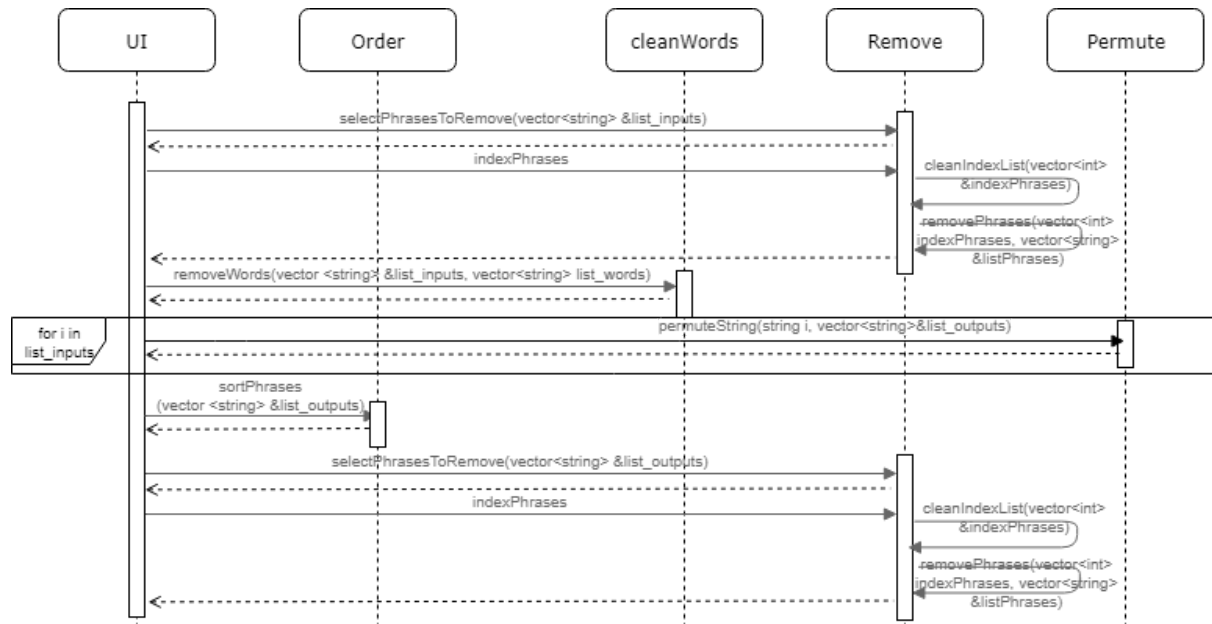 UI
Order
cleanWords
Remove
Permute
selectPhrasesToRemove(vector<string> &list_inputs)
indexPhrases
cleanIndexList(vector<int>
&indexPhrases)
removePhrases(vector<int>
indexPhrases, vector<string>
&listPhrases)
removeWords(vector <string> &list_inputs, vector<string> list_words)
for i in
list_inputs
permuteString(string i, vector<string>&list_outputs)
sortPhrases
(vector <string> &list_outputs)
selectPhrasesToRemove(vector<string> &list_outputs)
indexPhrases
cleanIndexList(vector<int>
&indexPhrases)
removePhrases(vector<int>
indexPhrases, vector<string>
&listPhrases)